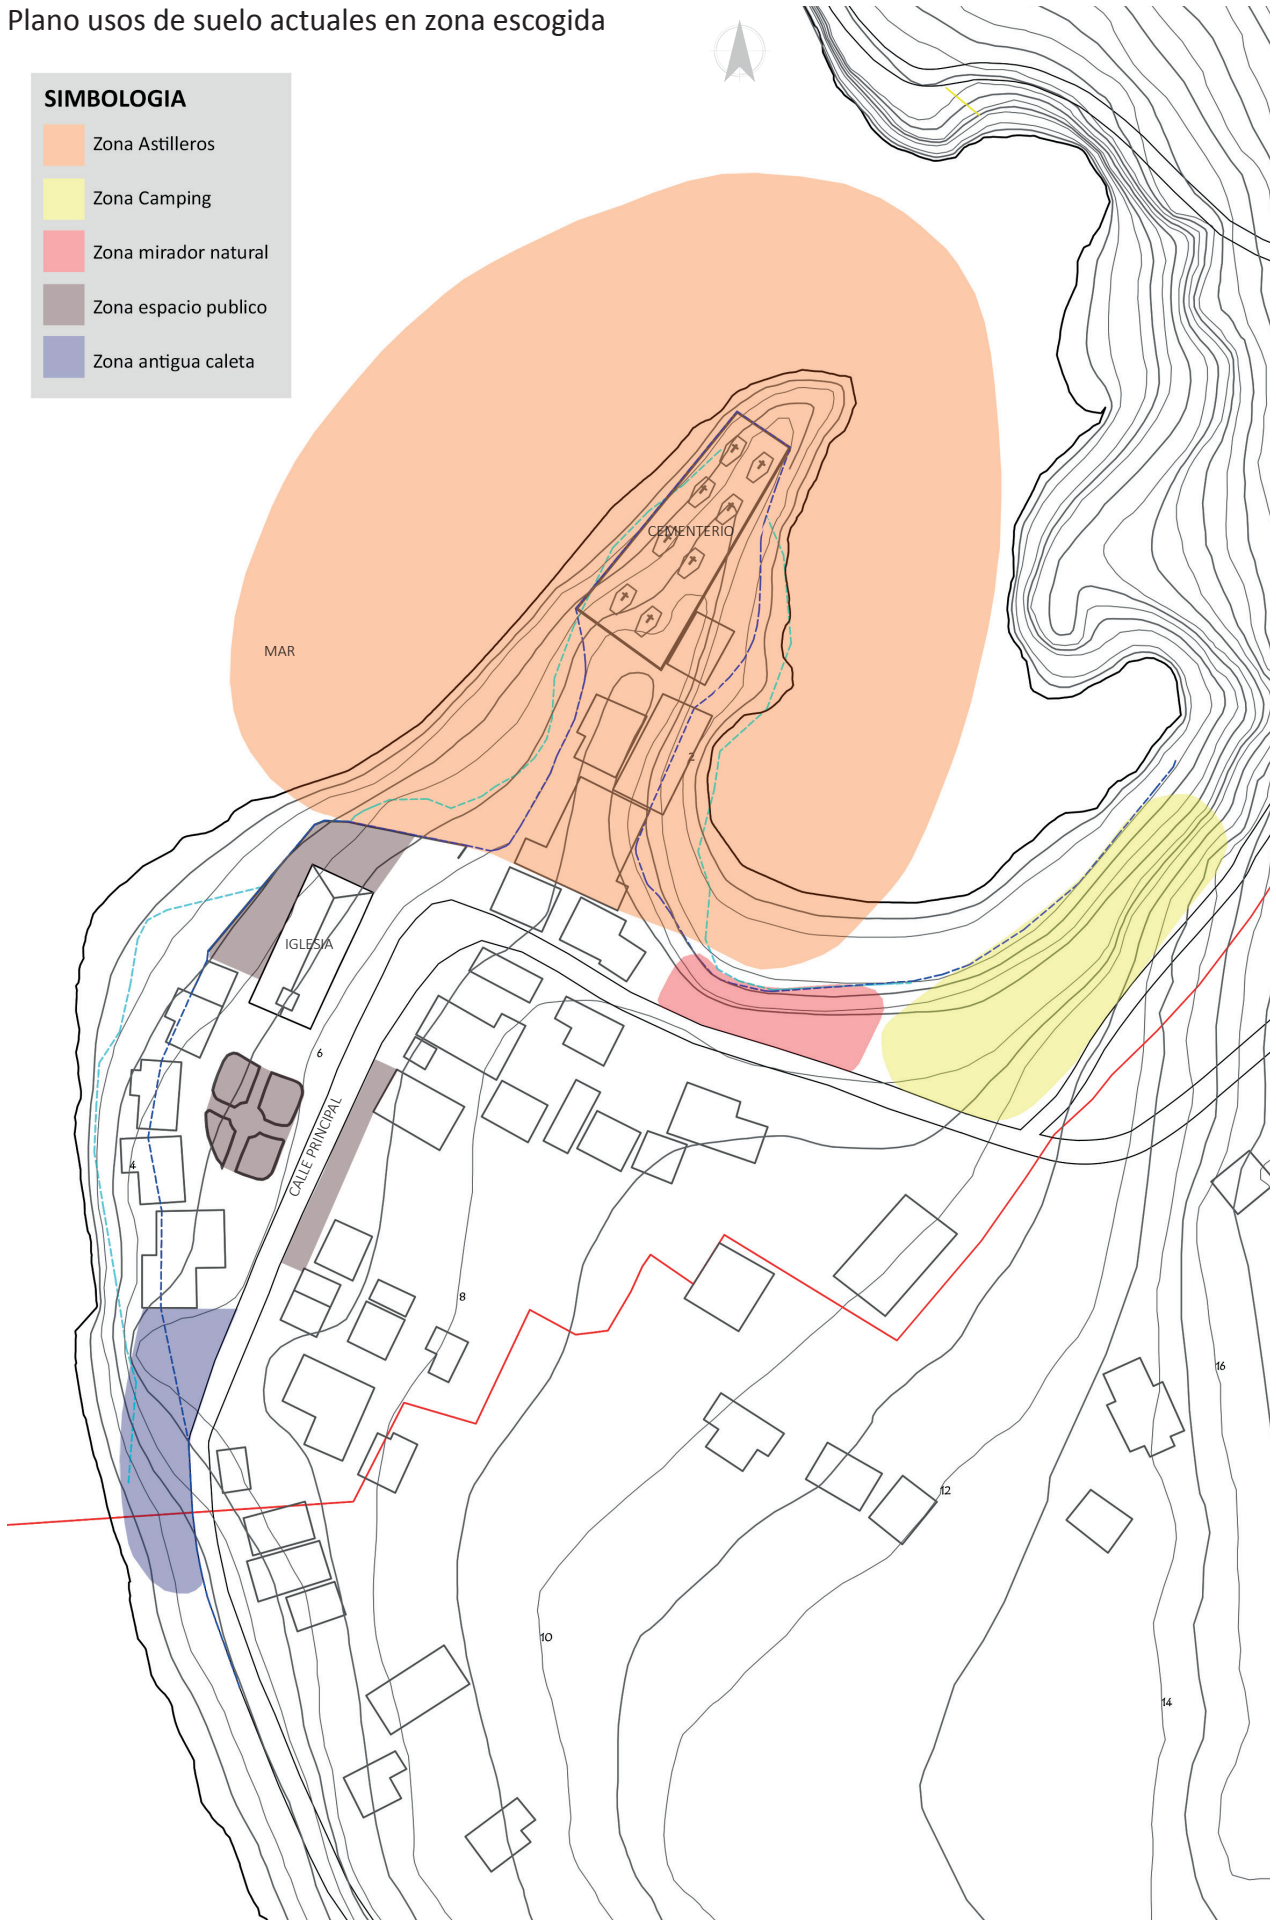 Plano usos de suelo actuales en zona escogida
SIMBOLOGIA
Zona Astilleros
Zona Camping
Zona mirador natural
Zona espacio publico
Zona antigua caleta
CEMENTERIO
MAR
2
IGLESIA
6
CALLE PRINCIPAL
4
8
16
12
10
14